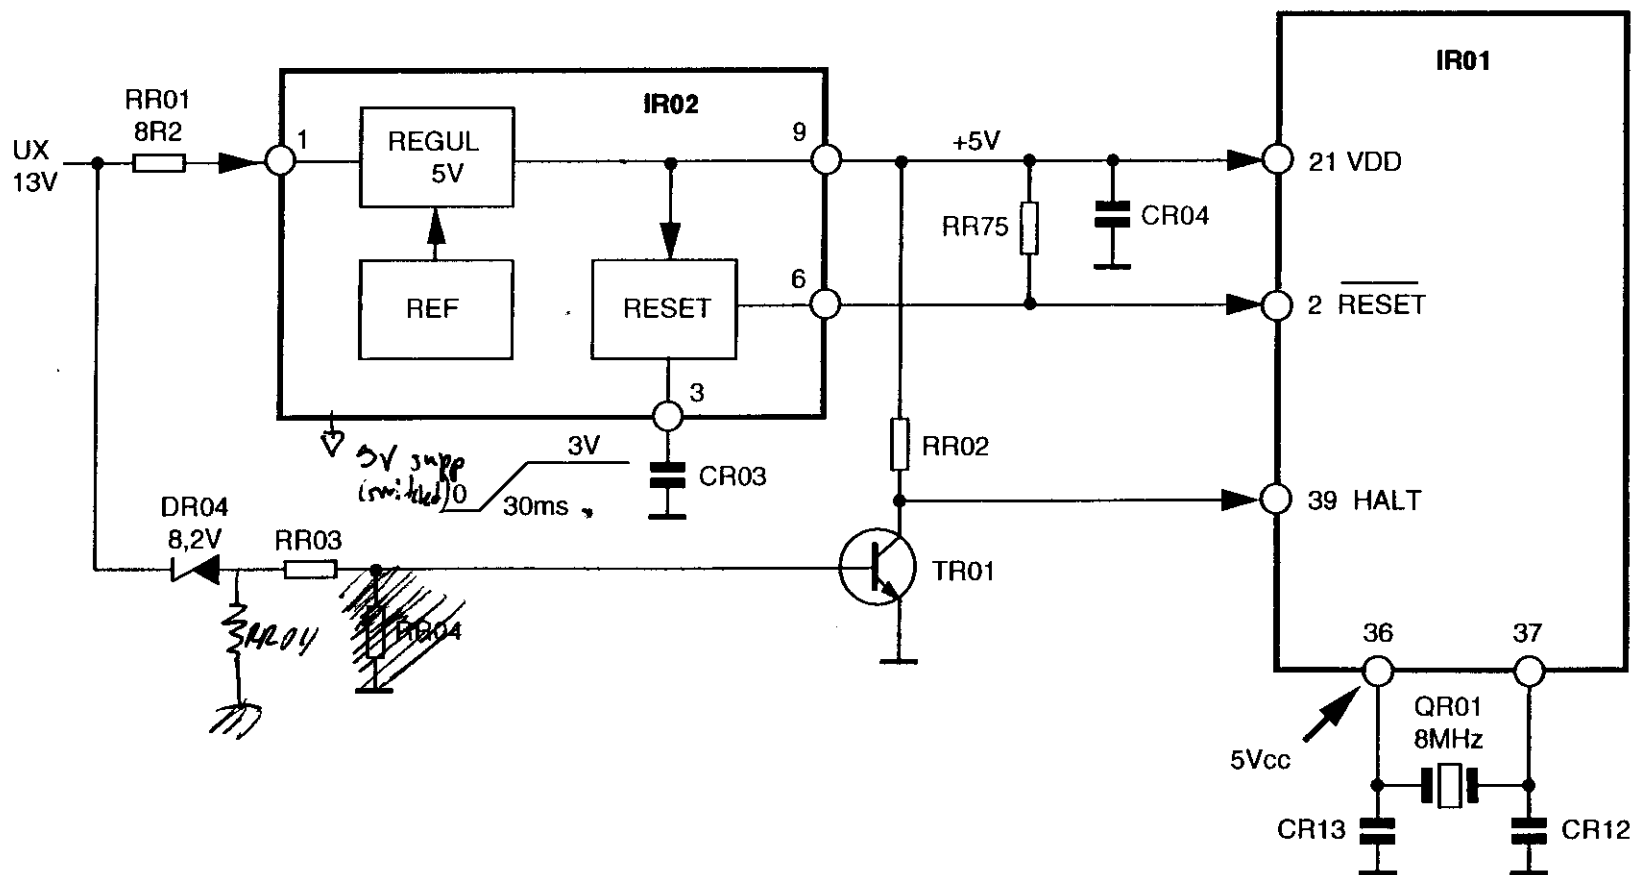 IR01
RR01
8R2
IR02
UX
13V
1
REGUL
5V
9
+5V
21 VDD
RR75
CR04
REF
RESET
6
2 RESET
3
3V
5V supp
(switched)
0
30ms
CR03
RR02
39 HALT
DR04
8,2V
RR03
TR01
RR04
RR04
36
37
QR01
8MHz
5Vcc
CR13
CR12